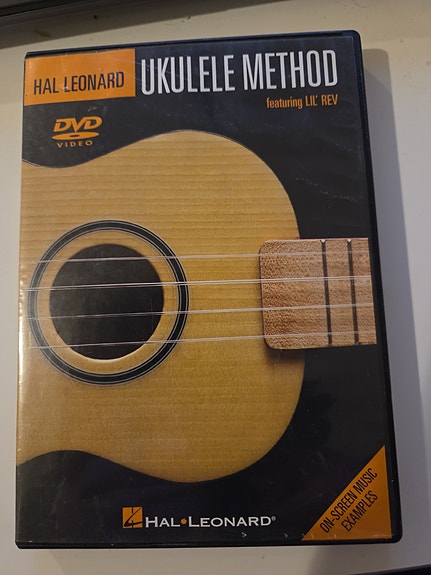 HAL LEONARD
UKULELE METHOD
featuring LIL' REV
DVD
VIDEO
HAL•LEONARD®
ON-SCREEN MUSIC
EXAMPLES